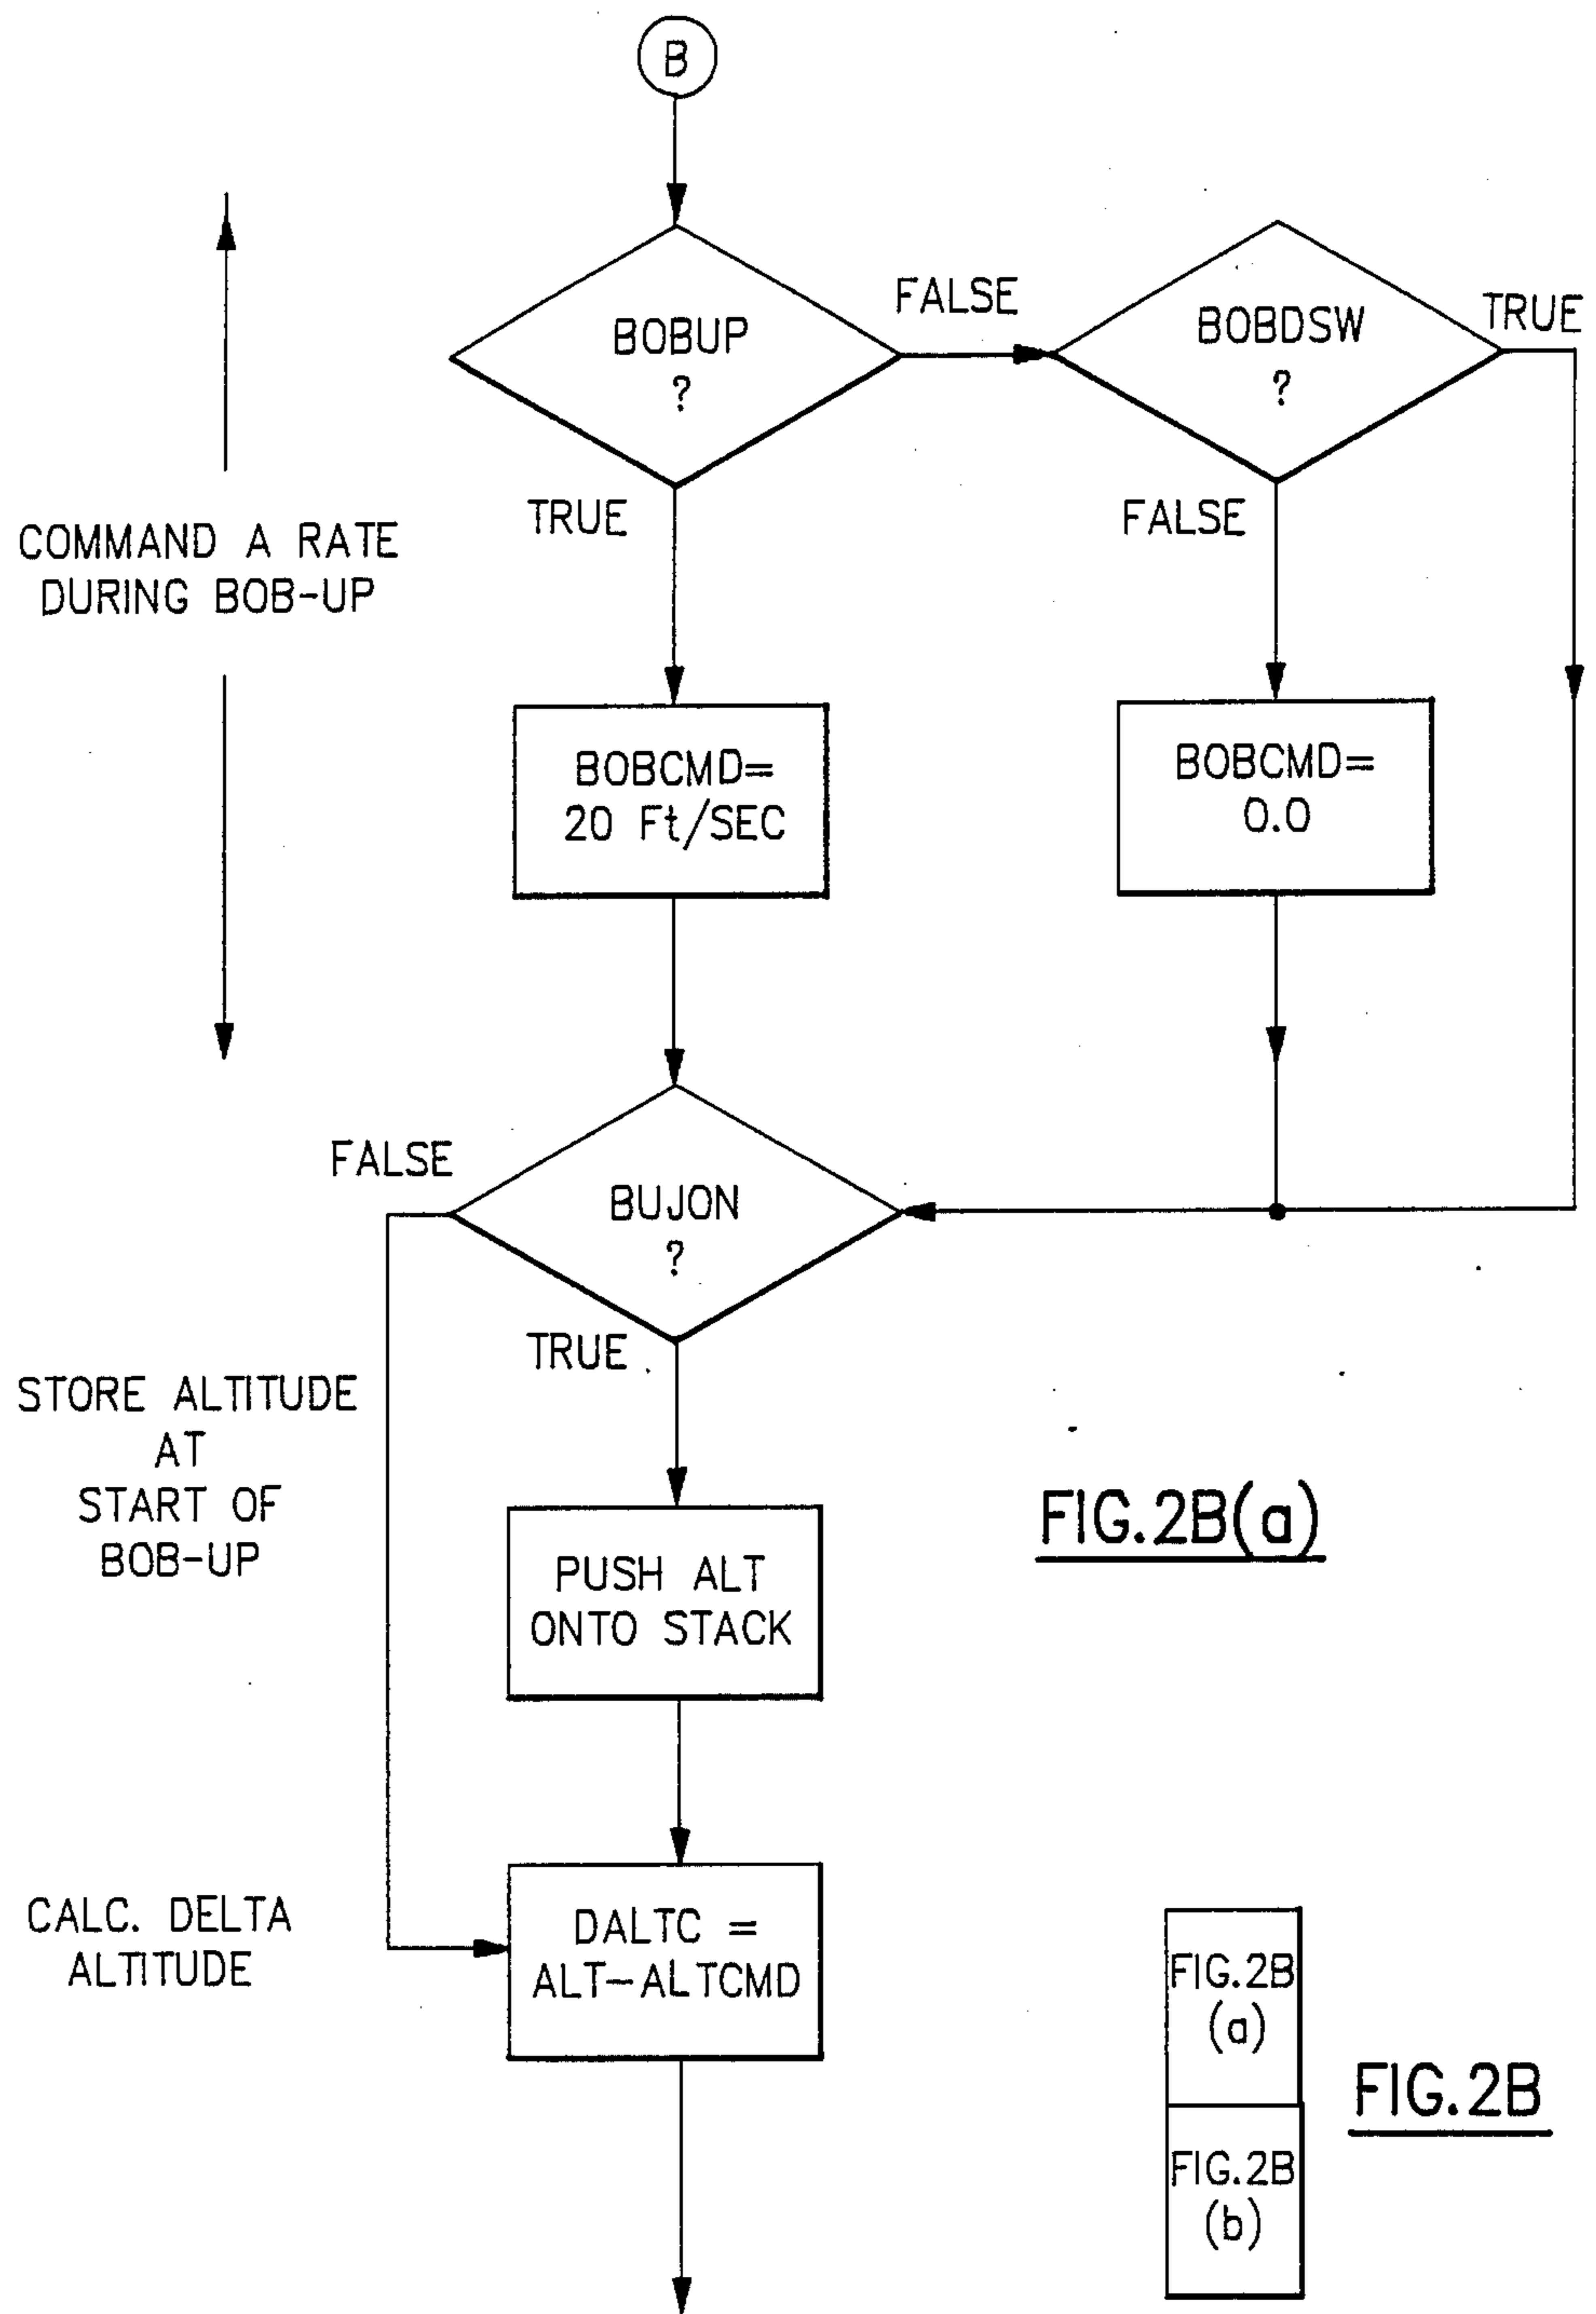 B
BOBUP
?
FALSE
BOBDSW
?
TRUE
TRUE
FALSE
COMMAND A RATE
DURING BOB-UP
BOBCMD=
20 Ft/SEC
BOBCMD=
0.0
FALSE
BUJON
?
TRUE
STORE ALTITUDE
AT
START OF
BOB-UP
PUSH ALT
ONTO STACK
FIG.2B(a)
CALC. DELTA
ALTITUDE
DALTC =
ALT-ALTCMD
FIG.2B
(a)
FIG.2B
(b)
FIG.2B